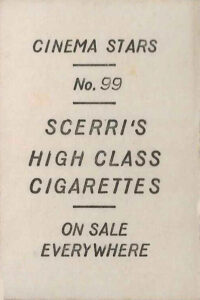 CINEMA STARS
No. 99
SCERRI'S
HIGH CLASS
CIGARETTES
ON SALE
EVERYWHERE